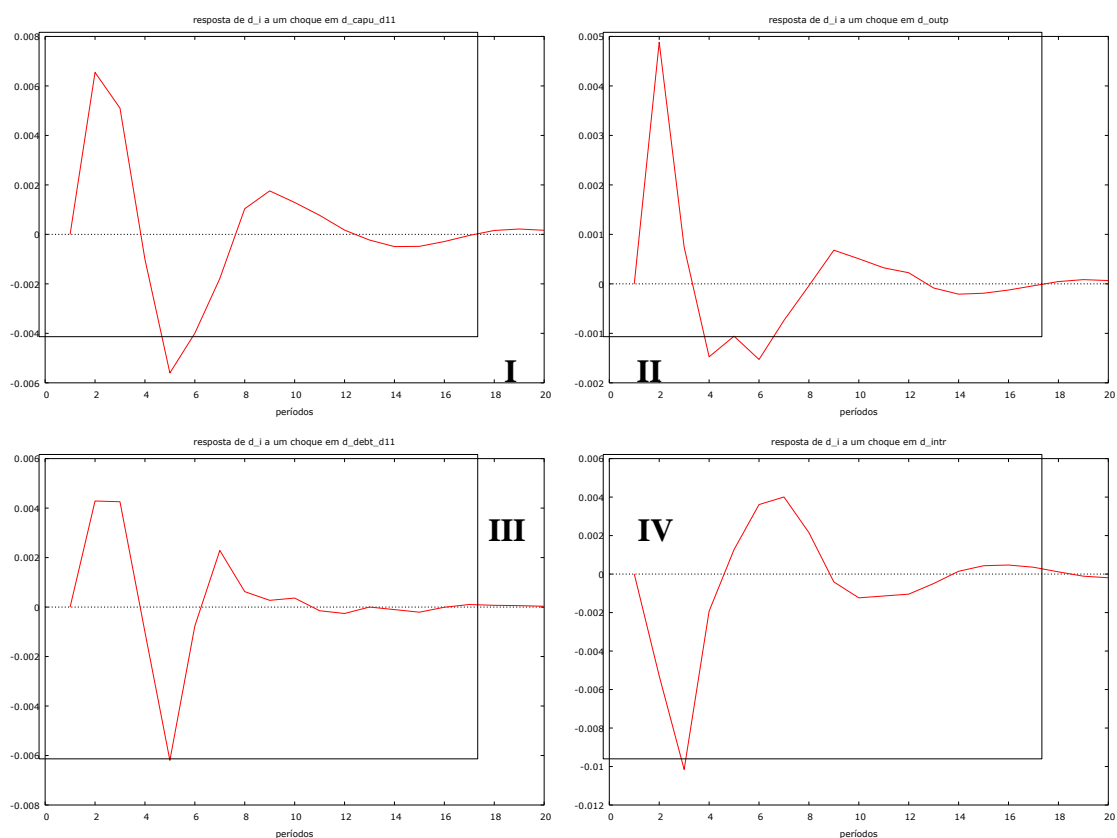 resposta de d_i a um choque em d_capu_d11
0.008
0.006
0.004
0.002
0
-0.002
-0.004
-0.006
2 4 6 8 10 12 14 16 18 20
períodos
I
resposta de d_i a um choque em d_outp
0.005
0.004
0.003
0.002
0.001
0
-0.001
-0.002
2 4 6 8 10 12 14 16 18 20
períodos
II
resposta de d_i a um choque em d_debt_d11
0.006
0.004
0.002
0
-0.002
-0.004
-0.006
-0.008
2 4 6 8 10 12 14 16 18 20
períodos
III
resposta de d_i a um choque em d_intr
0.006
0.004
0.002
0
-0.002
-0.004
-0.006
-0.008
-0.01
-0.012
2 4 6 8 10 12 14 16 18 20
períodos
IV